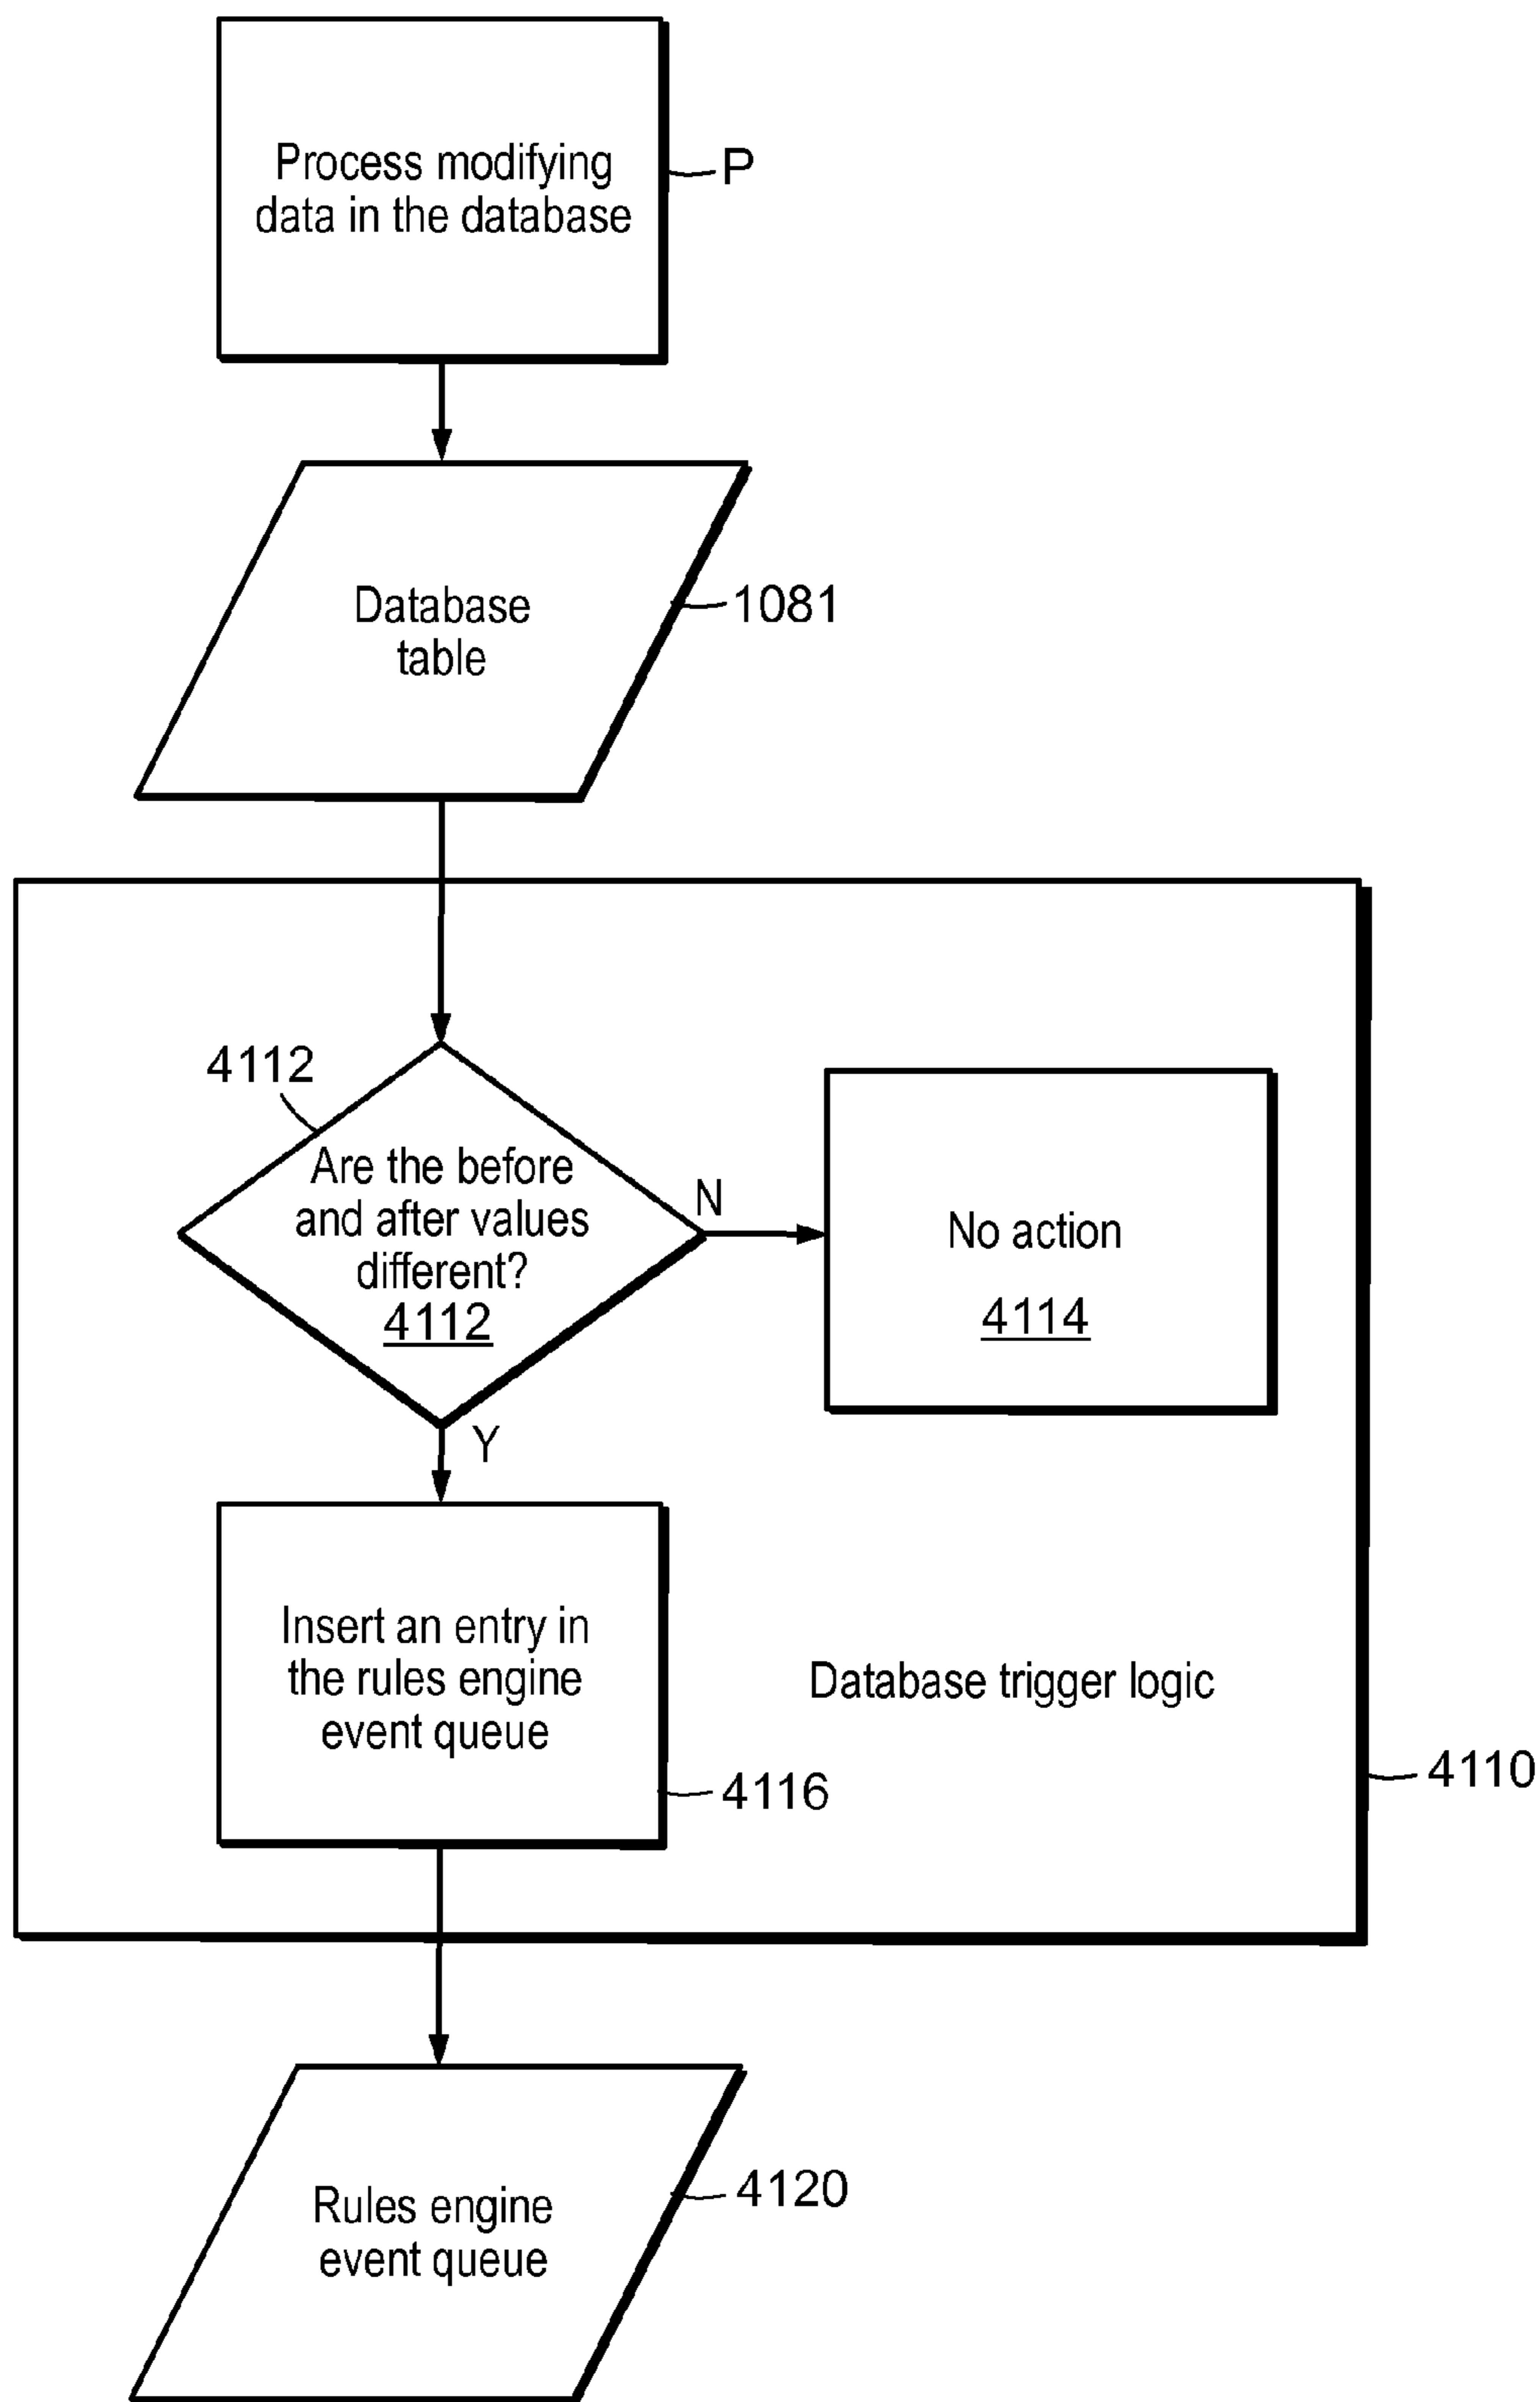 Process modifying
data in the database
P
Database
table
1081
4112
Are the before
and after values
different?
4112
N
No action
4114
Y
Insert an entry in
the rules engine
event queue
4116
Database trigger logic
4110
Rules engine
event queue
4120